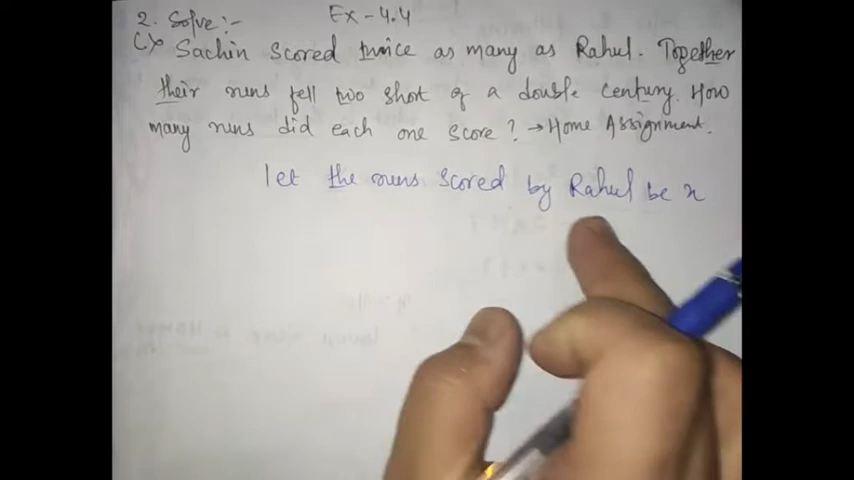 2. Solve:- Ex-4.4
C> Sachin Scored twice as many as Rahul. Together
their runs fell two short of a double century. How
many runs did each one score? → Home Assignment.
let the runs Scored by Rahul be x